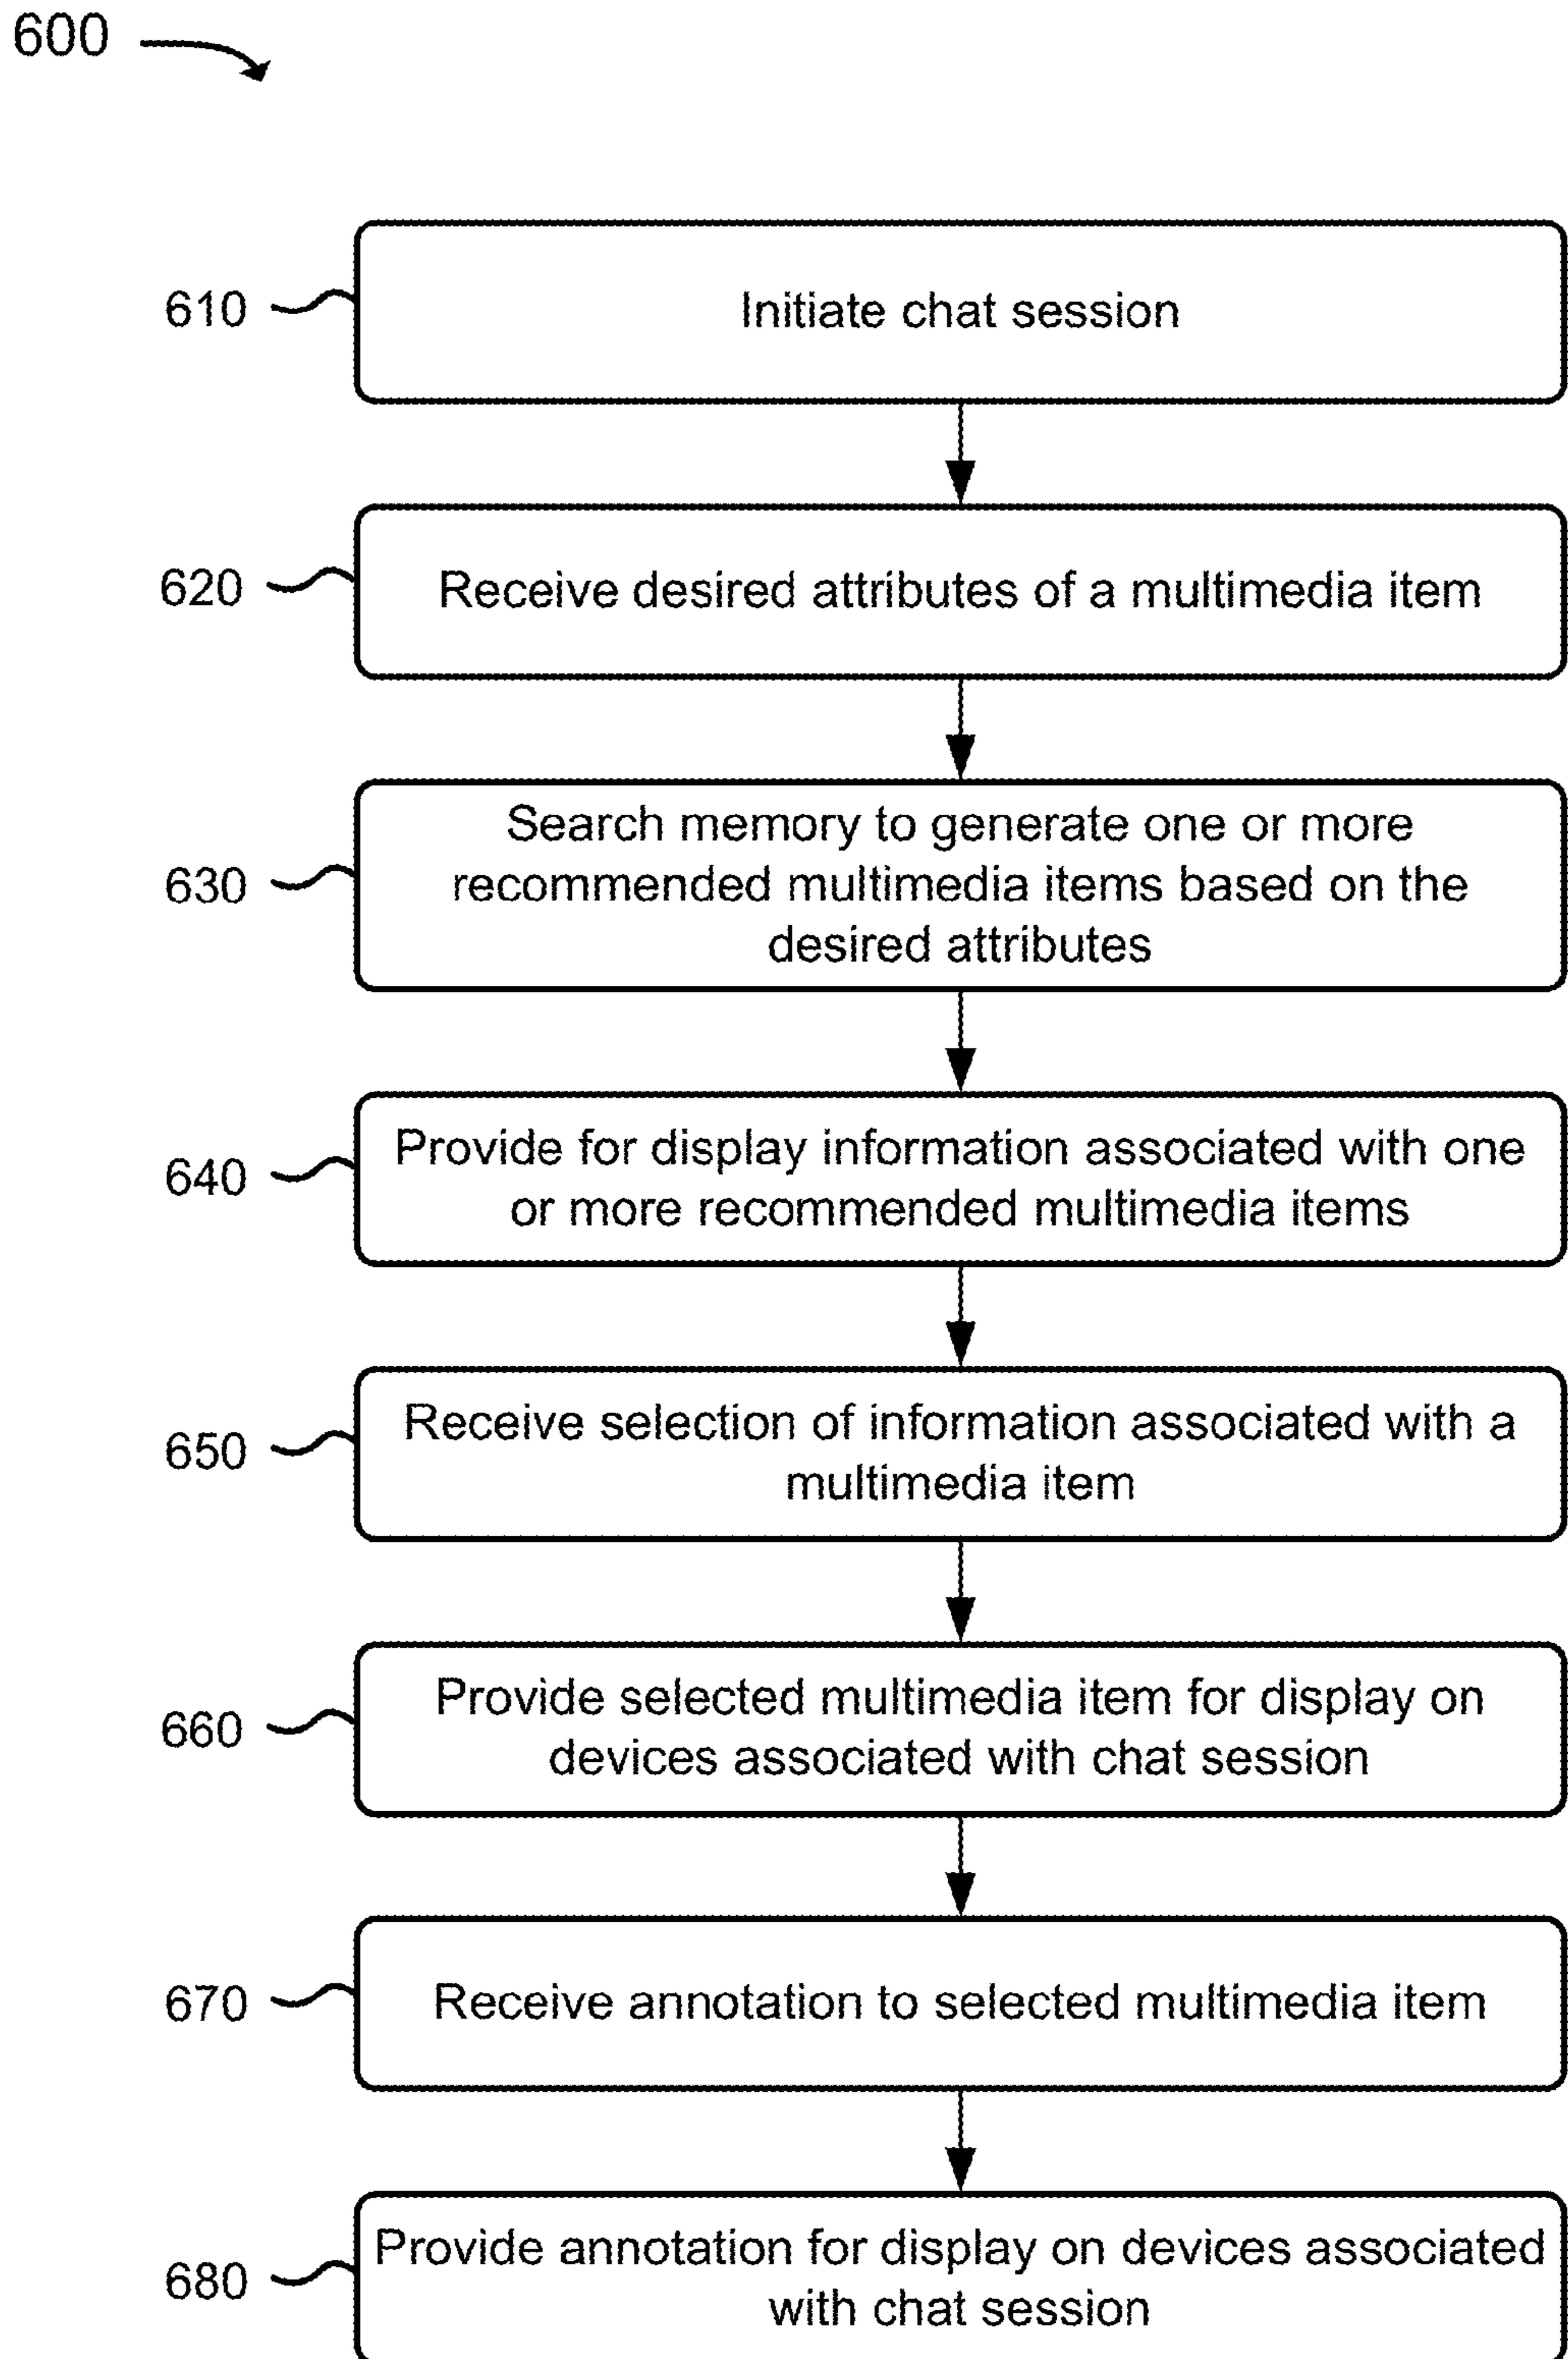 600
610
Initiate chat session
620
Receive desired attributes of a multimedia item
630
Search memory to generate one or more
recommended multimedia items based on the
desired attributes
640
Provide for display information associated with one
or more recommended multimedia items
650
Receive selection of information associated with a
multimedia item
660
Provide selected multimedia item for display on
devices associated with chat session
670
Receive annotation to selected multimedia item
680
Provide annotation for display on devices associated
with chat session